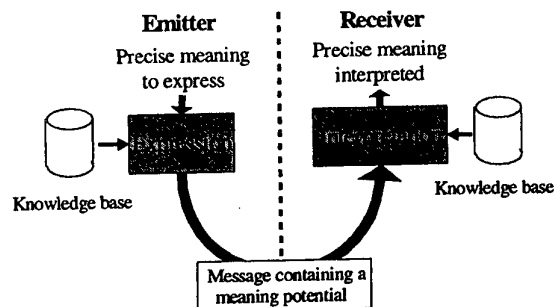 Emitter
Receiver
Precise meaning
to express
Precise meaning
interpreted
Knowledge base
Knowledge base
Message containing a
meaning potential